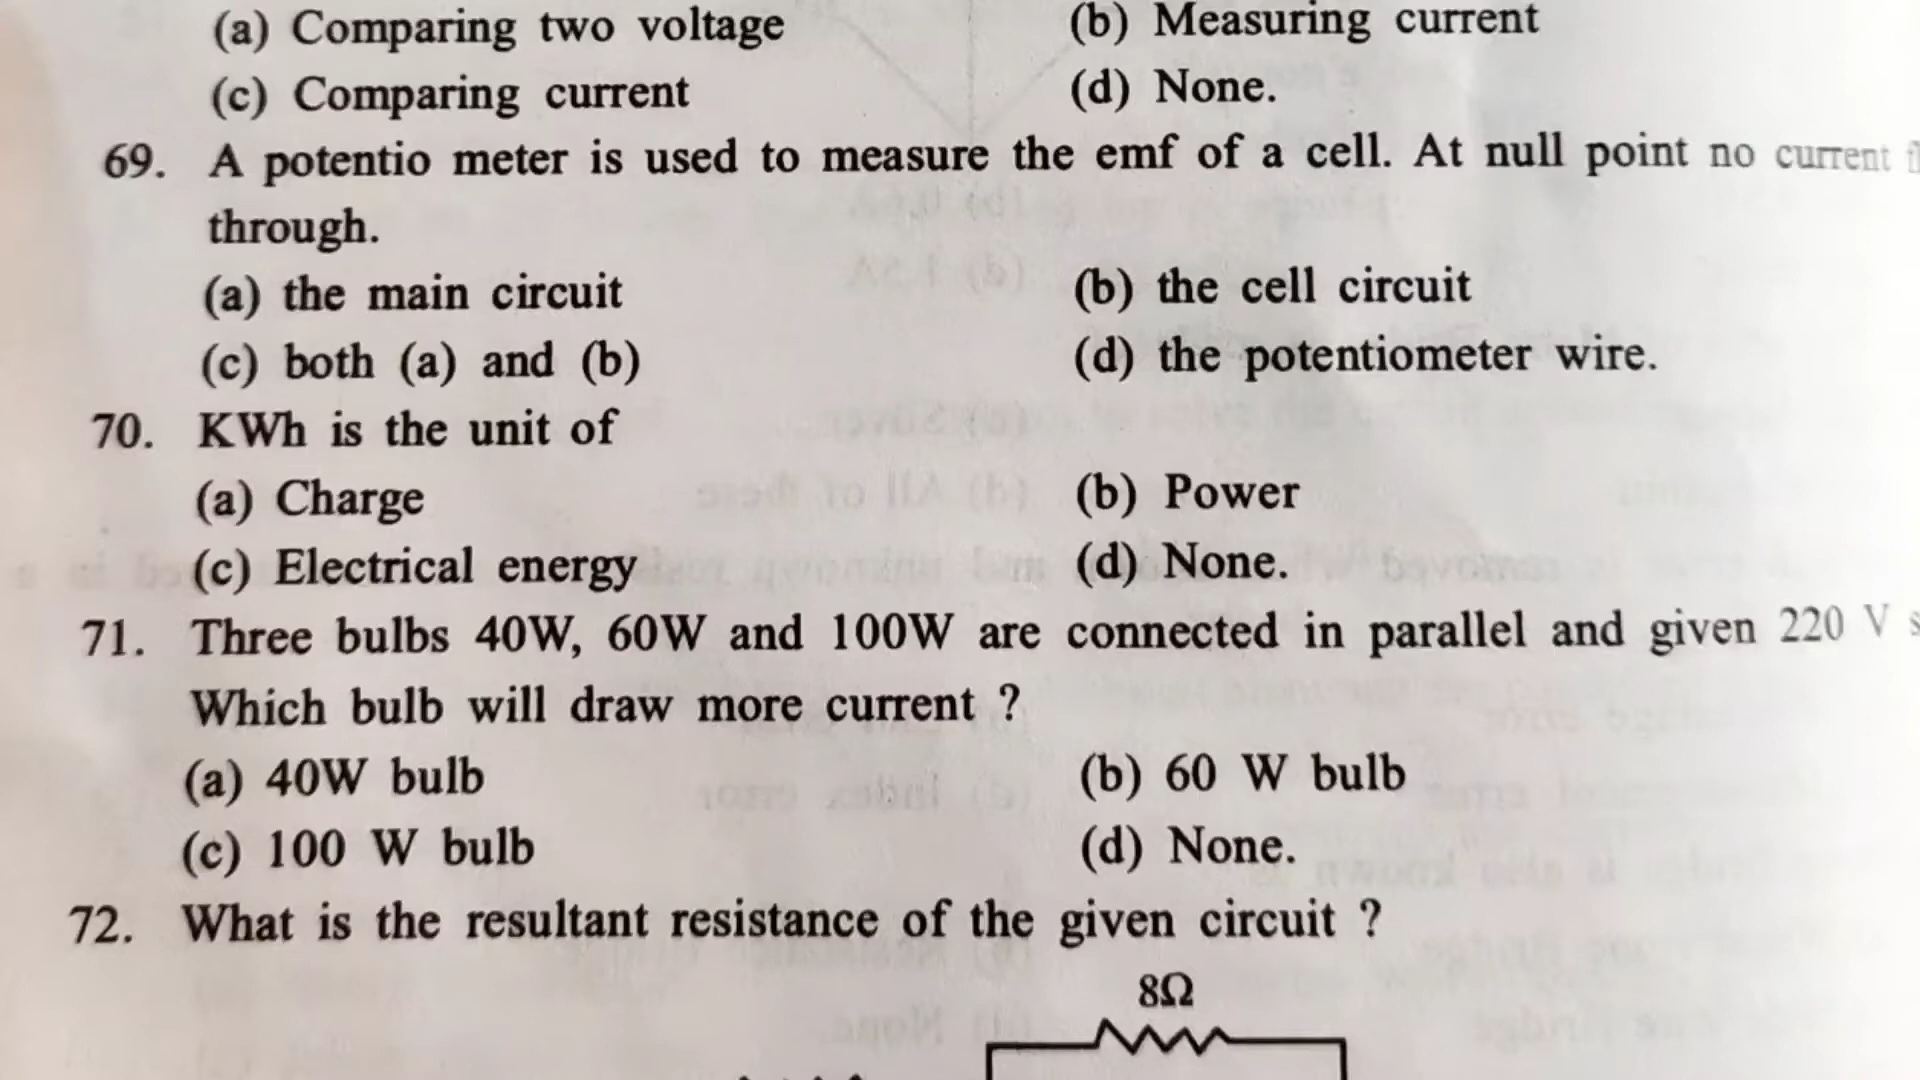 (a) Comparing two voltage (b) Measuring current
(c) Comparing current (d) None.
69. A potentio meter is used to measure the emf of a cell. At null point no current
through.
(a) the main circuit (b) the cell circuit
(c) both (a) and (b) (d) the potentiometer wire.
70. KWh is the unit of
(a) Charge (b) Power
(c) Electrical energy (d) None.
71. Three bulbs 40W, 60W and 100W are connected in parallel and given 220 V
Which bulb will draw more current ?
(a) 40W bulb (b) 60 W bulb
(c) 100 W bulb (d) None.
72. What is the resultant resistance of the given circuit ?
8Ω